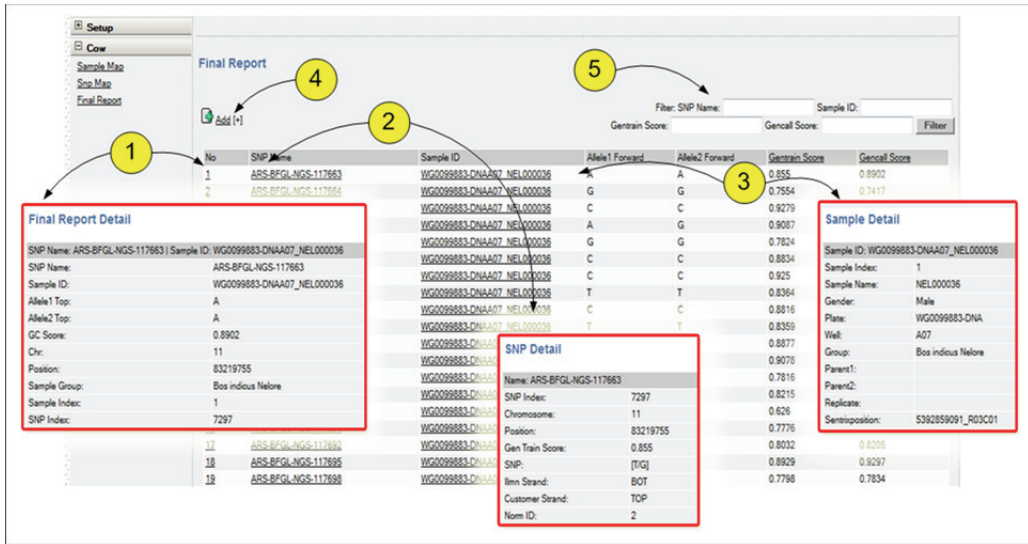 Setup
Cow
Sample Map
Snp Map
Final Report
Final Report
Add [+]
1
2
3
4
5
Filter: SNP Name: Sample ID:
Gentrain Score: Gencall Score: Filter
No SNP Name Sample ID Allele1 Forward Allele2 Forward Gentrain Score Gencall Score
1 ARS-BFGL-NGS-117663 WG0099883-DNAA07_NEL000036 A A 0.855 0.8902
2 ARS-BFGL-NGS-117664 WG0099883-DNAA07_NEL000036 G G 0.7554 0.7417
WG0099883-DNAA07_NEL000036 C C 0.9279
WG0099883-DNAA07_NEL000036 A G 0.9087
WG0099883-DNAA07_NEL000036 G G 0.7824
WG0099883-DNAA07_NEL000036 C C 0.8834
WG0099883-DNAA07_NEL000036 C C 0.925
WG0099883-DNAA07_NEL000036 T T 0.8364
WG0099883-DNAA07_NEL000036 C C 0.8816
WG0099883-DNAA07_NEL000036 T T 0.8359
0.8877
0.9078
0.7816
0.8215
0.626
0.7776
17 ARS-BFGL-NGS-117692 0.8032 0.8205
18 ARS-BFGL-NGS-117695 0.8929 0.9297
19 ARS-BFGL-NGS-117698 0.7798 0.7834
Final Report Detail
SNP Name: ARS-BFGL-NGS-117663 | Sample ID: WG0099883-DNAA07_NEL000036
SNP Name: ARS-BFGL-NGS-117663
Sample ID: WG0099883-DNAA07_NEL000036
Allele1 Top: A
Allele2 Top: A
GC Score: 0.8902
Chr: 11
Position: 83219755
Sample Group: Bos indicus Nelore
Sample Index: 1
SNP Index: 7297
SNP Detail
Name: ARS-BFGL-NGS-117663
SNP Index: 7297
Chromosome: 11
Position: 83219755
Gen Train Score: 0.855
SNP: [T/G]
Ilmn Strand: BOT
Customer Strand: TOP
Norm ID: 2
Sample Detail
Sample ID: WG0099883-DNAA07_NEL000036
Sample Index: 1
Sample Name: NEL000036
Gender: Male
Plate: WG0099883-DNA
Well: A07
Group: Bos indicus Nelore
Parent1:
Parent2:
Replicate:
Sentrixposition: 5392859091_R03C01